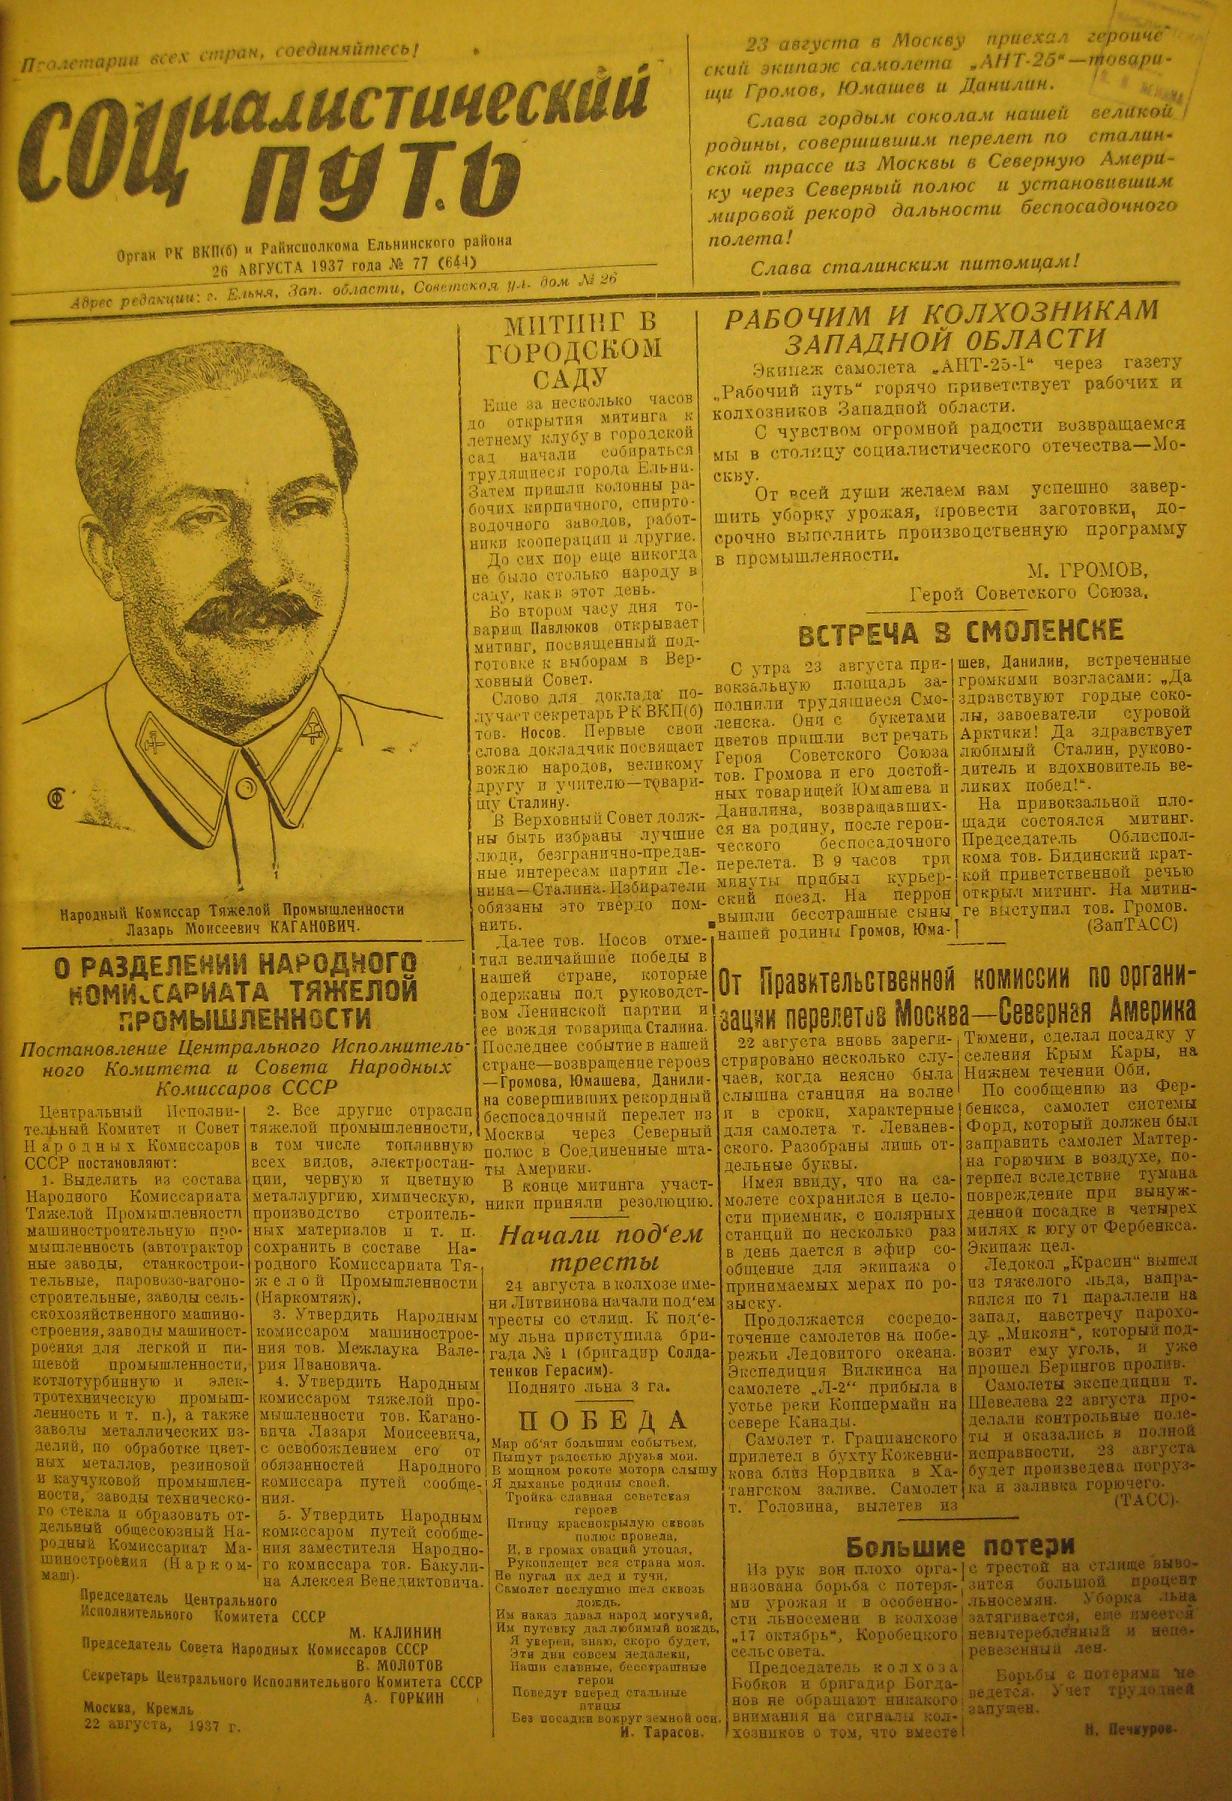 Пролетарии всех стран, соединяйтесь!
СОЦиалистический
ПУТЬ
Орган РК ВКП(б) и Райисполкома Ельнинского района
26 АВГУСТА 1937 года № 77 (644)
Адрес редакции: г. Ельня, Зап. области, Советская ул. дом № 26
23 августа в Москву приехал героиче-
ский экипаж самолета „АНТ-25“—товари-
щи Громов, Юмашев и Данилин.
Слава гордым соколам нашей великой
родины, совершившим перелет по сталин-
ской трассе из Москвы в Северную Амери-
ку через Северный полюс и установившим
мировой рекорд дальности беспосадочного
полета!
Слава сталинским питомцам!
Народный Комиссар Тяжелой Промышленности
Лазарь Моисеевич КАГАНОВИЧ.
О РАЗДЕЛЕНИИ НАРОДНОГО
КОМИССАРИАТА ТЯЖЕЛОЙ
ПРОМЫШЛЕННОСТИ
Постановление Центрального Исполнитель-
ного Комитета и Совета Народных
Комиссаров СССР
Центральный Исполни-
тельный Комитет и Совет
Народных Комиссаров
СССР постановляют:
1. Выделить из состава
Народного Комиссариата
Тяжелой Промышленности
машиностроительную про-
мышленность (автотрактор
ные заводы, станкострои-
тельные, паровозо-вагоно-
строительные, заводы сель-
скохозяйственного машино-
строения, заводы машиност-
роения для легкой и пи-
щевой промышленности,
котлотурбинную и элек-
тротехническую промыш-
ленность и т. п.), а также
заводы металлических из-
делий, по обработке цвет-
ных металлов, резиновой
и каучуковой промышлен-
ности, заводы техническо-
го стекла и образовать от-
дельный общесоюзный На-
родный Комиссариат Ма-
шиностроения (Нарком-
маш).
2. Все другие отрасли
тяжелой промышленности,
в том числе топливную
всех видов, электростан-
ции, черную и цветную
металлургию, химическую,
производство строитель-
ных материалов и т. п.
сохранить в составе На-
родного Комиссариата Тя-
желой Промышленности
(Наркомтяж).
3. Утвердить Народным
комиссаром машинострое-
ния тов. Межлаука Вале-
рия Ивановича.
4. Утвердить Народным
комиссаром тяжелой про-
мышленности тов. Кагано-
вича Лазаря Моисеевича,
с освобождением его от
обязанностей Народного
комиссара путей сообще-
ния.
5. Утвердить Народным
комиссаром путей сообще-
ния заместителя Народно-
го комиссара тов. Бакули-
на Алексея Венедиктовича.
Председатель Центрального
Исполнительного Комитета СССР
М. КАЛИНИН
Председатель Совета Народных Комиссаров СССР
В. МОЛОТОВ
Секретарь Центрального Исполнительного Комитета СССР
А. ГОРКИН
Москва, Кремль
22 августа, 1937 г.
МИТИНГ В
ГОРОДСКОМ
САДУ
Еще за несколько часов
до открытия митинга к
летнему клубу в городской
сад начали собираться
трудящиеся города Ельни.
Затем пришли колонны ра-
бочих кирпичного, спирто-
водочного заводов, работ-
ники кооперации и другие.
До сих пор еще никогда
не было столько народу в
саду, как в этот день.
Во втором часу дня то-
варищ Павлюков открывает
митинг, посвященный под-
готовке к выборам в Вер-
ховный Совет.
Слово для доклада по-
лучает секретарь РК ВКП(б)
тов. Носов. Первые свои
слова докладчик посвящает
вождю народов, великому
другу и учителю—товари-
щу Сталину.
В Верховный Совет долж-
ны быть избраны лучшие
люди, безгранично-предан-
ные интересам партии Ле-
нина—Сталина. Избиратели
обязаны это твердо пом-
нить.
Далее тов. Носов отме-
тил величайшие победы в
нашей стране, которые
одержаны под руководст-
вом Ленинской партии и
ее вождя товарища Сталина.
Последнее событие в нашей
стране—возвращение героев
—Громова, Юмашева, Данили-
на совершивших рекордный
беспосадочный перелет из
Москвы через Северный
полюс в Соединенные шта-
ты Америки.
В конце митинга участ-
ники приняли резолюцию.
Начали под‘ем
тресты
24 августа в колхозе име-
ни Литвинова начали под‘ем
тресты со стлищ. К под‘е-
му льна приступила бри-
гада № 1 (бригадир Солда-
тенков Герасим).
Поднято льна 3 га.
ПОБЕДА
Мир об‘ят большим событьем,
Пышут радостью друзья мои.
В мощном рокоте мотора слышу
Я дыханье родины своей.
Тройка славная советская
героев
Птицу краснокрылую сквозь
полюс провела,
И, в громах оваций утопая,
Рукоплещет вся страна моя.
Не пугал их лед и тучи,
Самолет послушно шел сквозь
дождь.
Им наказ давал народ могучий,
Им путевку дал любимый вождь,
Я уверен, знаю, скоро будет,
Эти дни совсем недалеки,
Наши славные, бесстрашные
герои
Поведут вперед стальные
птицы
Без посадки вокруг земной оси.
И. Тарасов.
РАБОЧИМ И КОЛХОЗНИКАМ
ЗАПАДНОЙ ОБЛАСТИ
Экипаж самолета „АНТ-25-I“ через газету
„Рабочий путь“ горячо приветствует рабочих и
колхозников Западной области.
С чувством огромной радости возвращаемся
мы в столицу социалистического отечества—Мо-
скву.
От всей души желаем вам успешно завер-
шить уборку урожая, провести заготовки, до-
срочно выполнить производственную программу
в промышленности.
М. ГРОМОВ,
Герой Советского Союза.
ВСТРЕЧА В СМОЛЕНСКЕ
С утра 23 августа при-
вокзальную площадь за-
полнили трудящиеся Смо-
ленска. Они с букетами
цветов пришли встречать
Героя Советского Союза
тов. Громова и его достой-
ных товарищей Юмашева и
Данилина, возвращавших-
ся на родину, после герои-
ческого беспосадочного
перелета. В 9 часов три
минуты прибыл курьер-
ский поезд. На перрон
вышли бесстрашные сыны
нашей родины Громов, Юма-
шев, Данилин, встреченные
громкими возгласами: „Да
здравствуют гордые соко-
лы, завоеватели суровой
Арктики! Да здравствует
любимый Сталин, руково-
дитель и вдохновитель ве-
ликих побед!“.
На привокзальной пло-
щади состоялся митинг.
Председатель Облиспол-
кома тов. Бидинский крат-
кой приветственной речью
открыл митинг. На митин-
ге выступил тов. Громов.
(ЗапТАСС)
От Правительственной комиссии по органи-
зации перелетов Москва—Северная Америка
22 августа вновь зареги-
стрировано несколько слу-
чаев, когда неясно была
слышна станция на волне
и в сроки, характерные
для самолета т. Леванев-
ского. Разобраны лишь от-
дельные буквы.
Имея ввиду, что на са-
молете сохранился в цело-
сти приемник, с полярных
станций по несколько раз
в день дается в эфир со-
общение для экипажа о
принимаемых мерах по ро-
зыску.
Продолжается сосредо-
точение самолетов на побе-
режьи Ледовитого океана.
Экспедиция Вилкинса на
самолете „Л-2“ прибыла в
устье реки Коппермайн на
севере Канады.
Самолет т. Грацианского
прилетел в бухту Кожевни-
кова близ Нордвика в Ха-
тангском заливе. Самолет
т. Головина, вылетев из
Тюмени, сделал посадку у
селения Крым Кары, на
Нижнем течении Оби.
По сообщению из Фер-
бенкса, самолет системы
Форд, который должен был
заправить самолет Маттер-
на горючим в воздухе, по-
терпел вследствие тумана
повреждение при вынуж-
денной посадке в четырех
милях к югу от Фербенкса.
Экипаж цел.
Ледокол „Красин“ вышел
из тяжелого льда, напра-
вился по 71 параллели на
запад, навстречу парохо-
ду „Микоян“, который под-
возит ему уголь, и уже
прошел Берингов пролив.
Самолеты экспедиции т.
Шевелева 22 августа про-
делали контрольные поле-
ты и оказались в полной
исправности. 23 августа
будет произведена погруз-
ка и заливка горючего.
(ТАСС).
Большие потери
Из рук вон плохо орга-
низована борьба с потеря-
ми урожая и в особенно-
сти льносемени в колхозе
„17 октябрь“, Коробецкого
сельсовета.
Председатель колхоза
Бобков и бригадир Богда-
нов не обращают никакого
внимания на сигналы кол-
хозников о том, что вместе
с трестой на стлище выво-
зится большой процент
льносемян. Уборка льна
затягивается, еще имеется
невытеребленный и непе-
ревезенный лен.
Борьбы с потерями не
ведется. Учет трудодней
запущен.
Н. Печкуров.